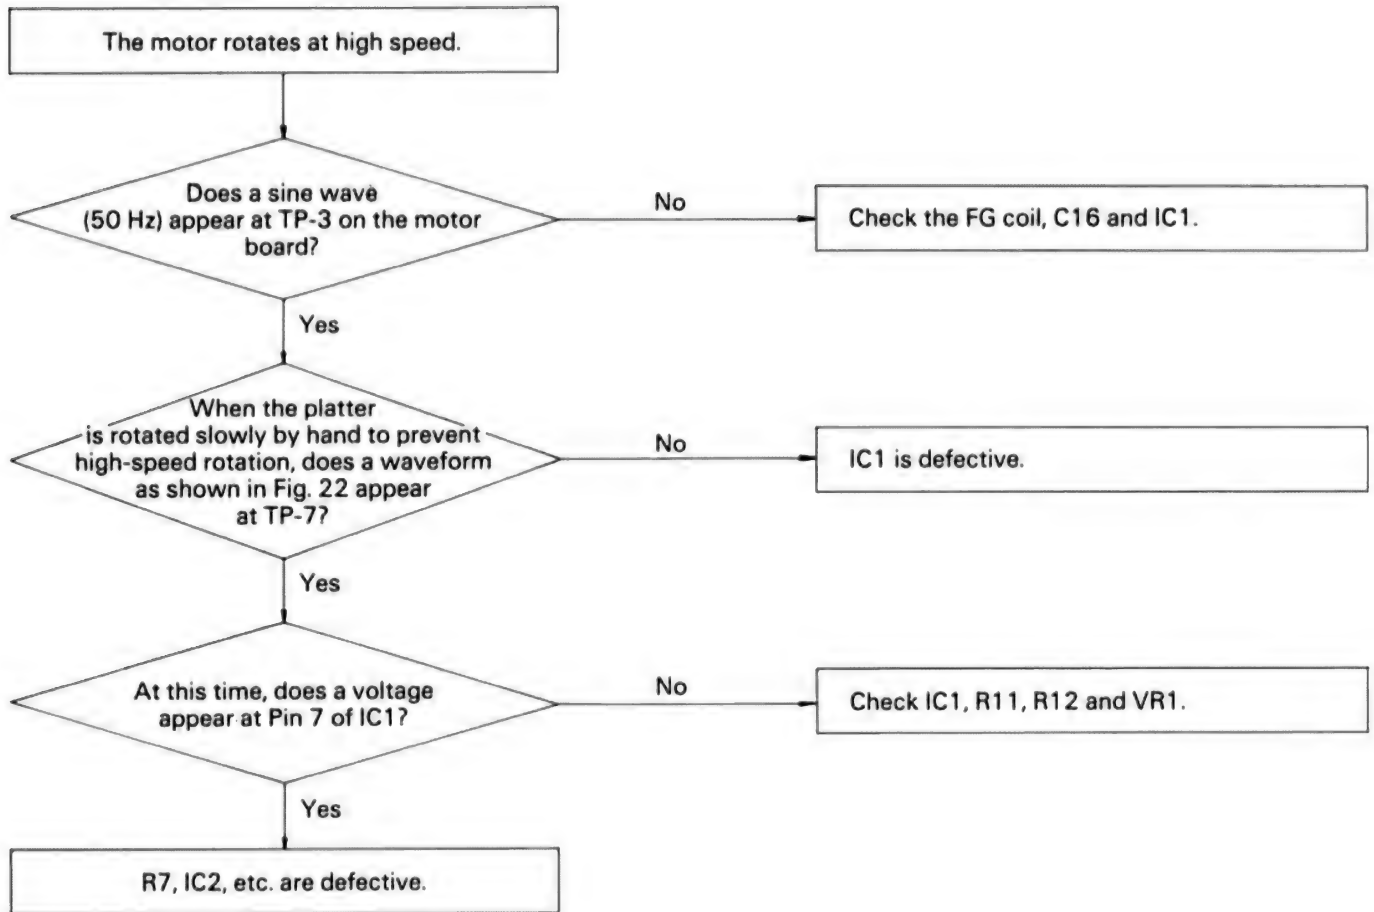 The motor rotates at high speed.
Does a sine wave
(50 Hz) appear at TP-3 on the motor
board?
No
Check the FG coil, C16 and IC1.
Yes
When the platter
is rotated slowly by hand to prevent
high-speed rotation, does a waveform
as shown in Fig. 22 appear
at TP-7?
No
IC1 is defective.
Yes
At this time, does a voltage
appear at Pin 7 of IC1?
No
Check IC1, R11, R12 and VR1.
Yes
R7, IC2, etc. are defective.